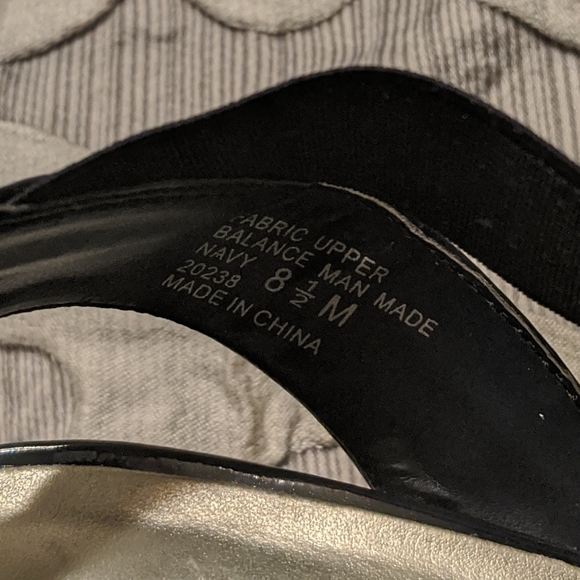 FABRIC UPPER
BALANCE MAN MADE
NAVY 8 ½ M
20238
MADE IN CHINA